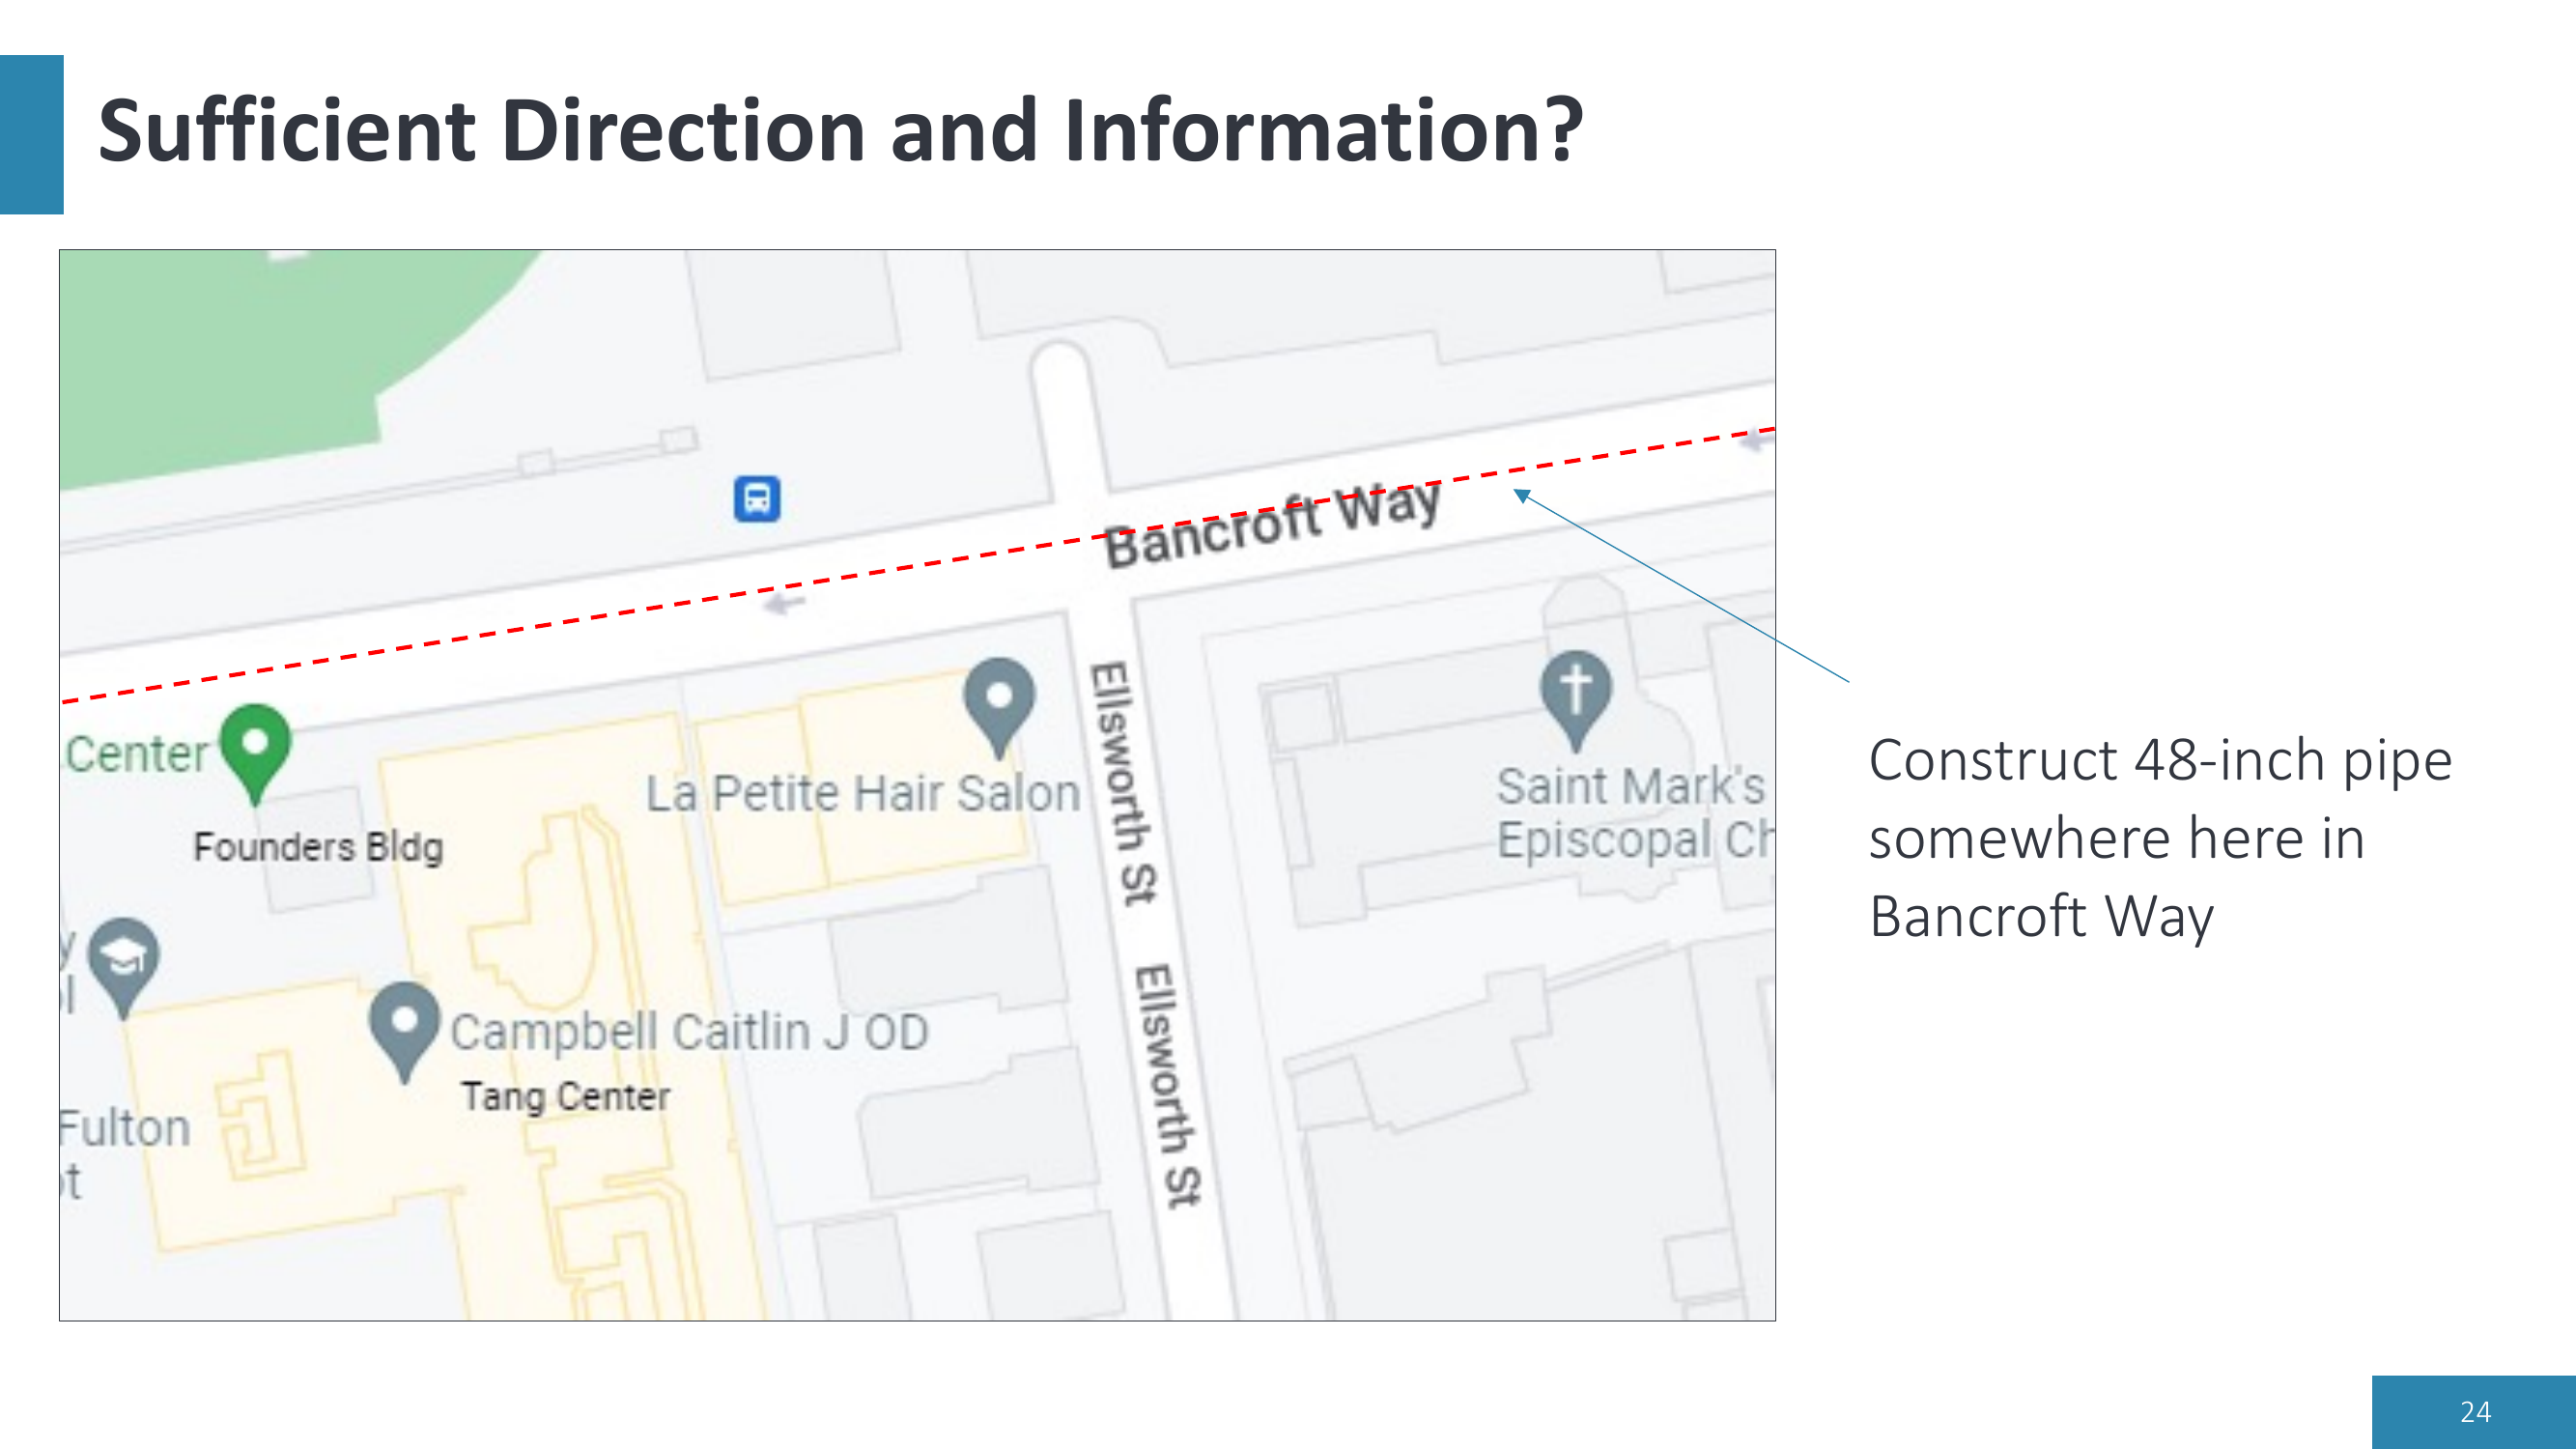 Sufficient Direction and Information?
Bancroft Way
Center
Founders Bldg
La Petite Hair Salon
Ellsworth St
Saint Mark's
Episcopal Ch
y
l
Campbell Caitlin J OD
Tang Center
Ellsworth St
Fulton
t
Construct 48-inch pipe
somewhere here in
Bancroft Way
24